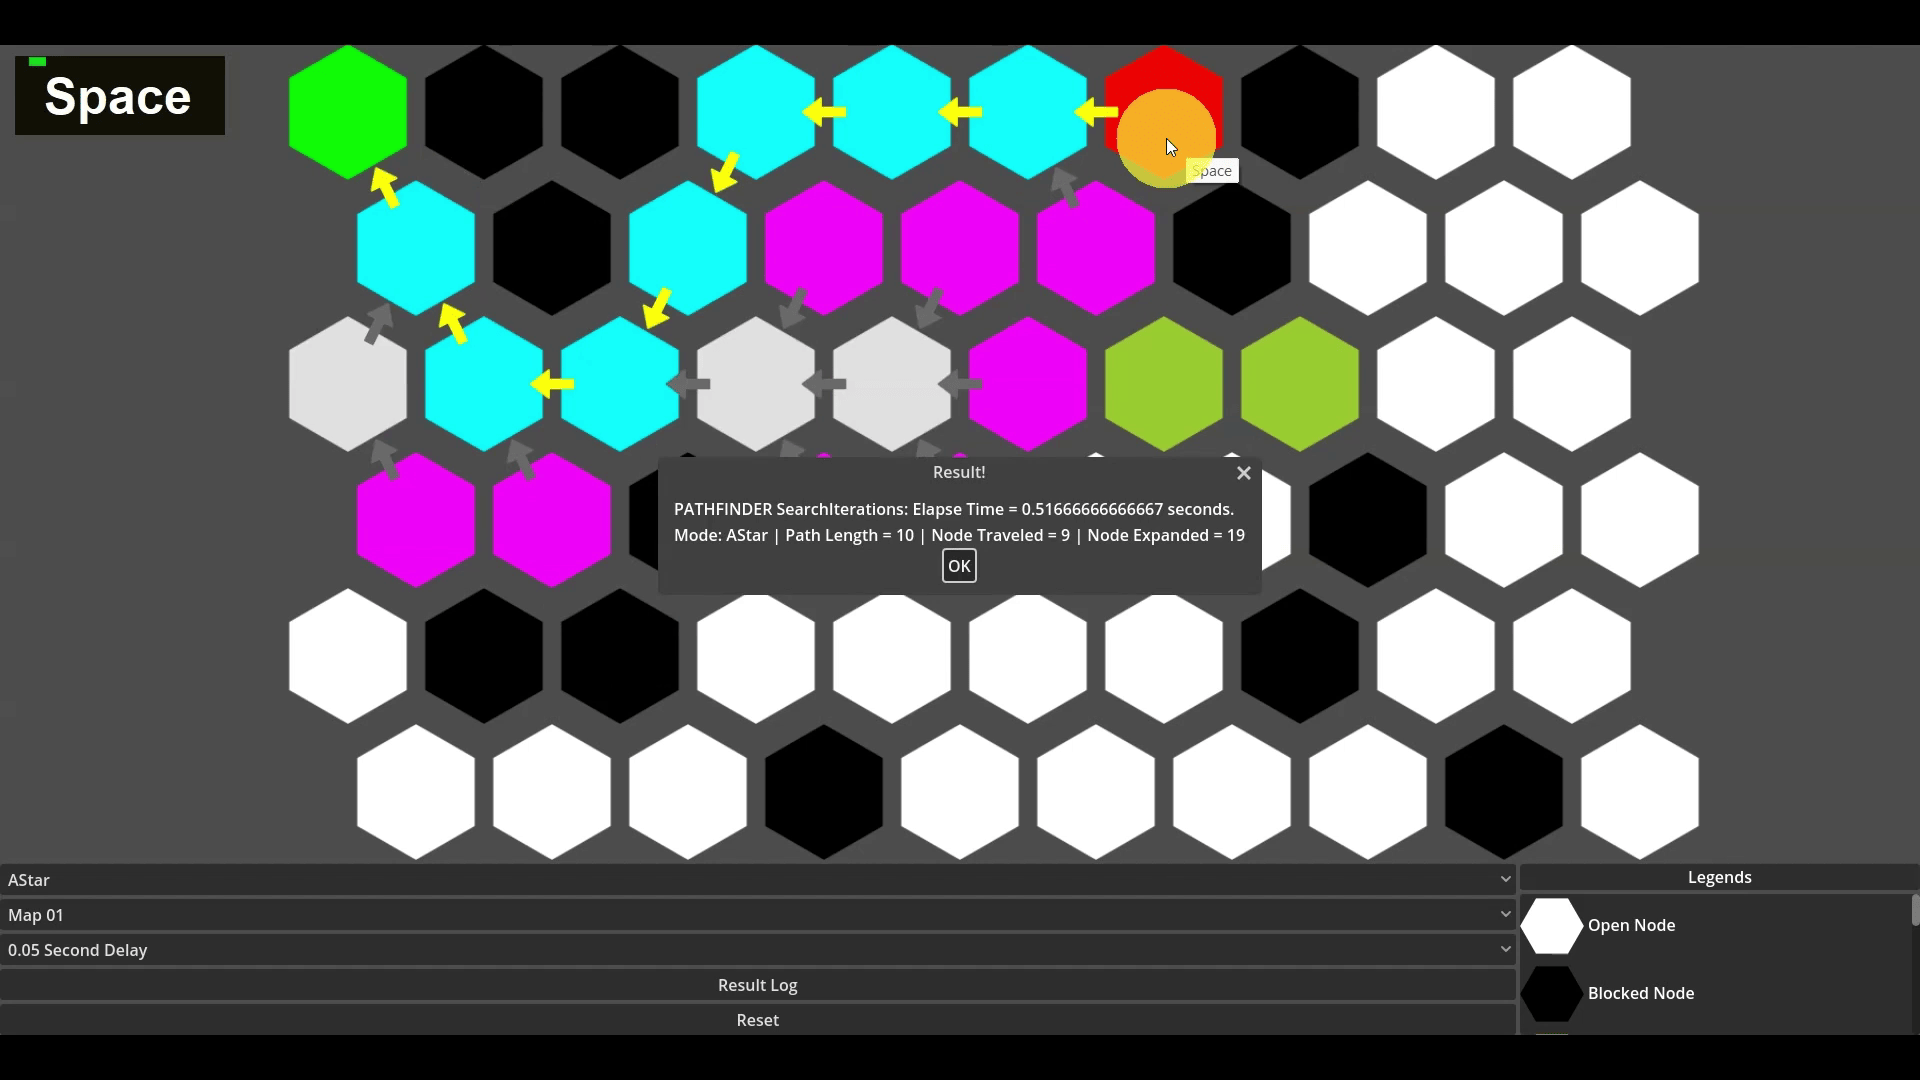 Space
Space
Result!
PATHFINDER SearchIterations: Elapse Time = 0.51666666666667 seconds.
Mode: AStar | Path Length = 10 | Node Traveled = 9 | Node Expanded = 19
OK
AStar
Map 01
0.05 Second Delay
Result Log
Reset
Legends
Open Node
Blocked Node